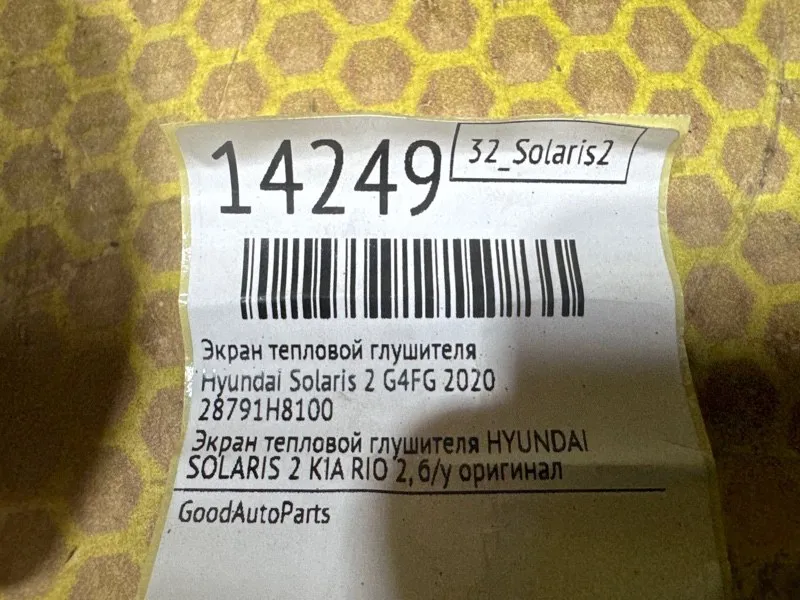 14249
32_Solaris2
Экран тепловой глушителя
Hyundai Solaris 2 G4FG 2020
28791H8100
Экран тепловой глушителя HYUNDAI
SOLARIS 2 KIA RIO 2, б/у оригинал
GoodAutoParts